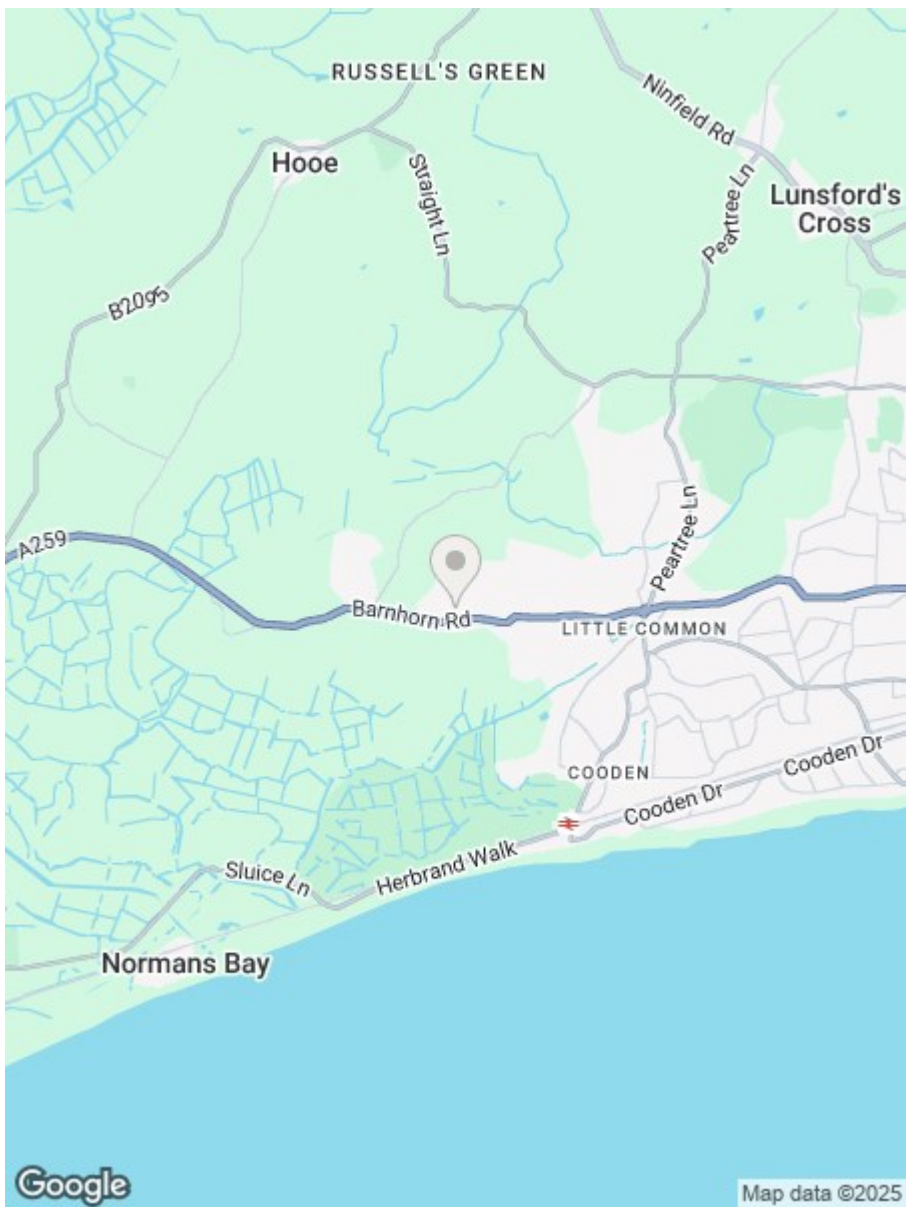 RUSSELL'S GREEN
Ninfield Rd
Hooe
Straight Ln
Peartree Ln
Lunsford's
Cross
B2095
A259
Peartree Ln
Barnhorn Rd
LITTLE COMMON
COODEN
Cooden Dr
Cooden Dr
Herbrand Walk
Sluice Ln
Normans Bay
Google
Map data ©2025